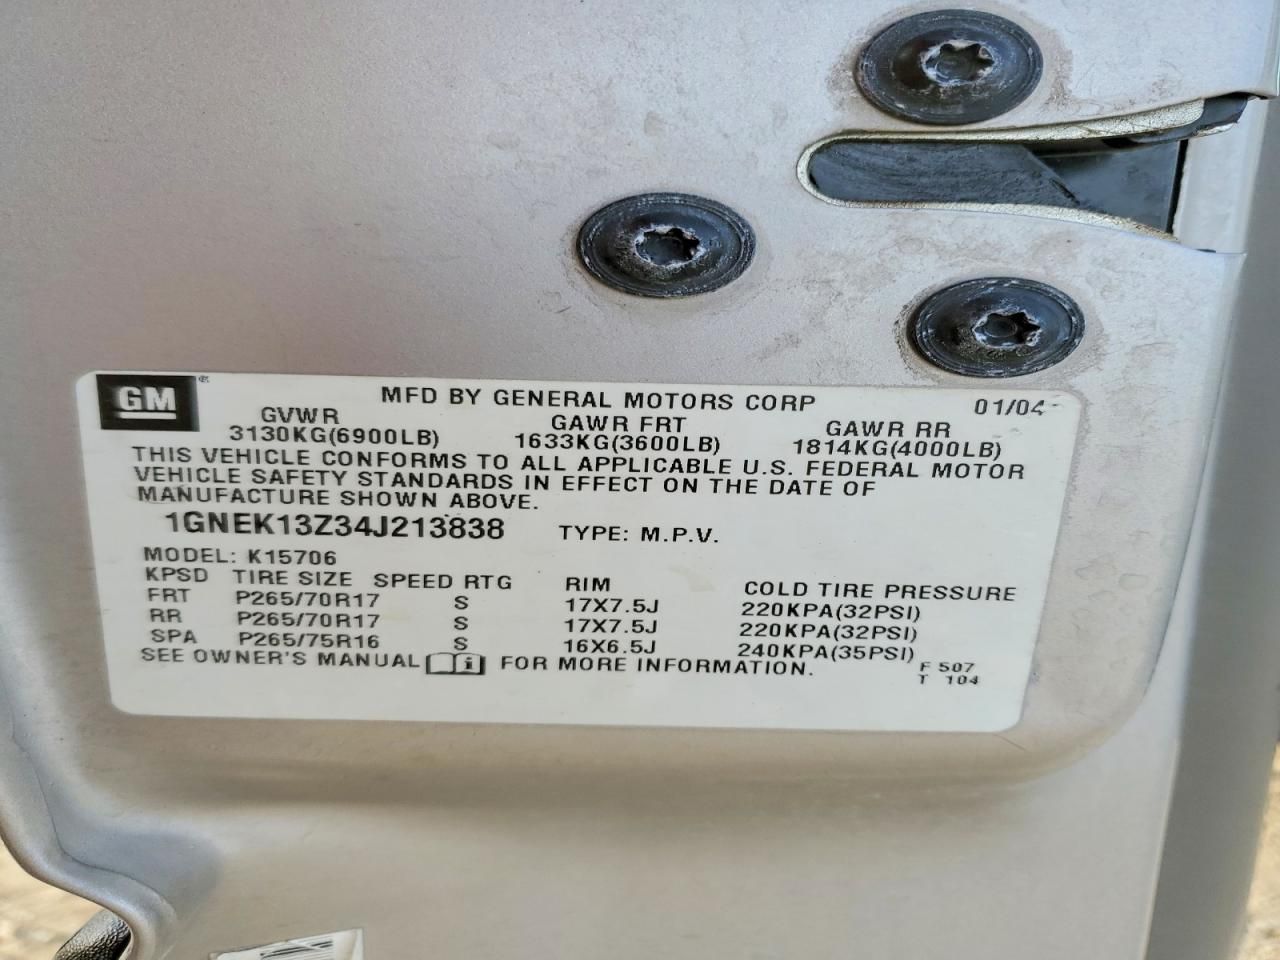 GM
MFD BY GENERAL MOTORS CORP 01/04
GVWR GAWR FRT GAWR RR
3130KG(6900LB) 1633KG(3600LB) 1814KG(4000LB)
THIS VEHICLE CONFORMS TO ALL APPLICABLE U.S. FEDERAL MOTOR
VEHICLE SAFETY STANDARDS IN EFFECT ON THE DATE OF
MANUFACTURE SHOWN ABOVE.
1GNEK13Z34J213838 TYPE: M.P.V.
MODEL: K15706
KPSD TIRE SIZE SPEED RTG RIM COLD TIRE PRESSURE
FRT P265/70R17 S 17X7.5J 220KPA(32PSI)
RR P265/70R17 S 17X7.5J 220KPA(32PSI)
SPA P265/75R16 S 16X6.5J 240KPA(35PSI)
SEE OWNER'S MANUAL i FOR MORE INFORMATION.
F 507
T 104